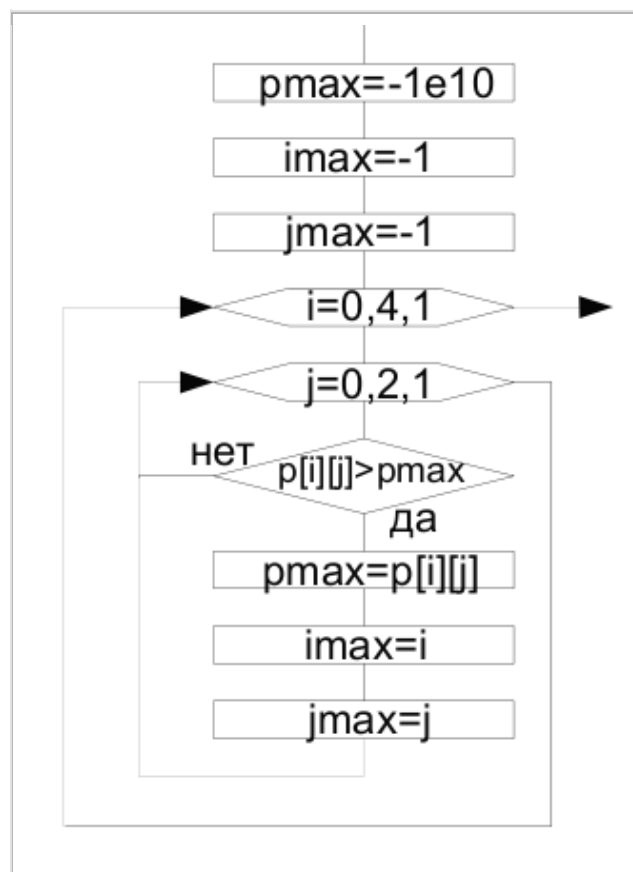 pmax=-1e10
imax=-1
jmax=-1
i=0,4,1
j=0,2,1
нет
p[i][j]>pmax
да
pmax=p[i][j]
imax=i
jmax=j